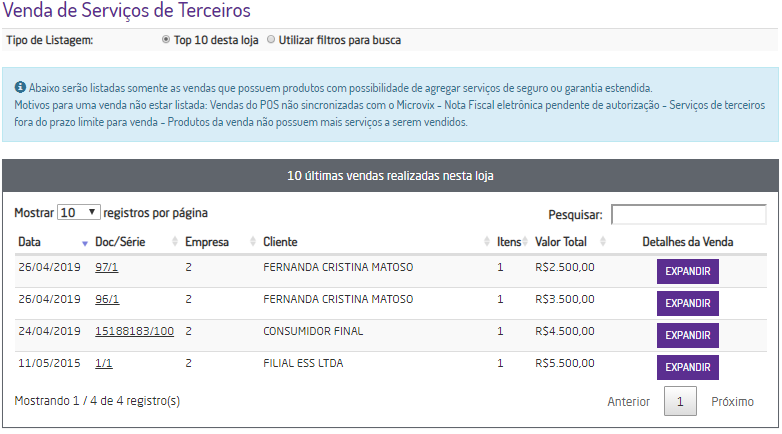 Venda de Serviços de Terceiros
Tipo de Listagem: Top 10 desta loja Utilizar filtros para busca
Abaixo serão listadas somente as vendas que possuem produtos com possibilidade de agregar serviços de seguro ou garantia estendida.
Motivos para uma venda não estar listada: Vendas do POS não sincronizadas com o Microvix - Nota Fiscal eletrônica pendente de autorização - Serviços de terceiros
fora do prazo limite para venda - Produtos da venda não possuem mais serviços a serem vendidos.
10 últimas vendas realizadas nesta loja
Mostrar 10 registros por página Pesquisar:
Data Doc/Série Empresa Cliente Itens Valor Total Detalhes da Venda
26/04/2019 97/1 2 FERNANDA CRISTINA MATOSO 1 R$2.500,00 EXPANDIR
26/04/2019 96/1 2 FERNANDA CRISTINA MATOSO 1 R$3.500,00 EXPANDIR
24/04/2019 15188183/100 2 CONSUMIDOR FINAL 1 R$4.500,00 EXPANDIR
11/05/2015 1/1 2 FILIAL ESS LTDA 1 R$5.500,00 EXPANDIR
Mostrando 1 / 4 de 4 registro(s) Anterior 1 Próximo